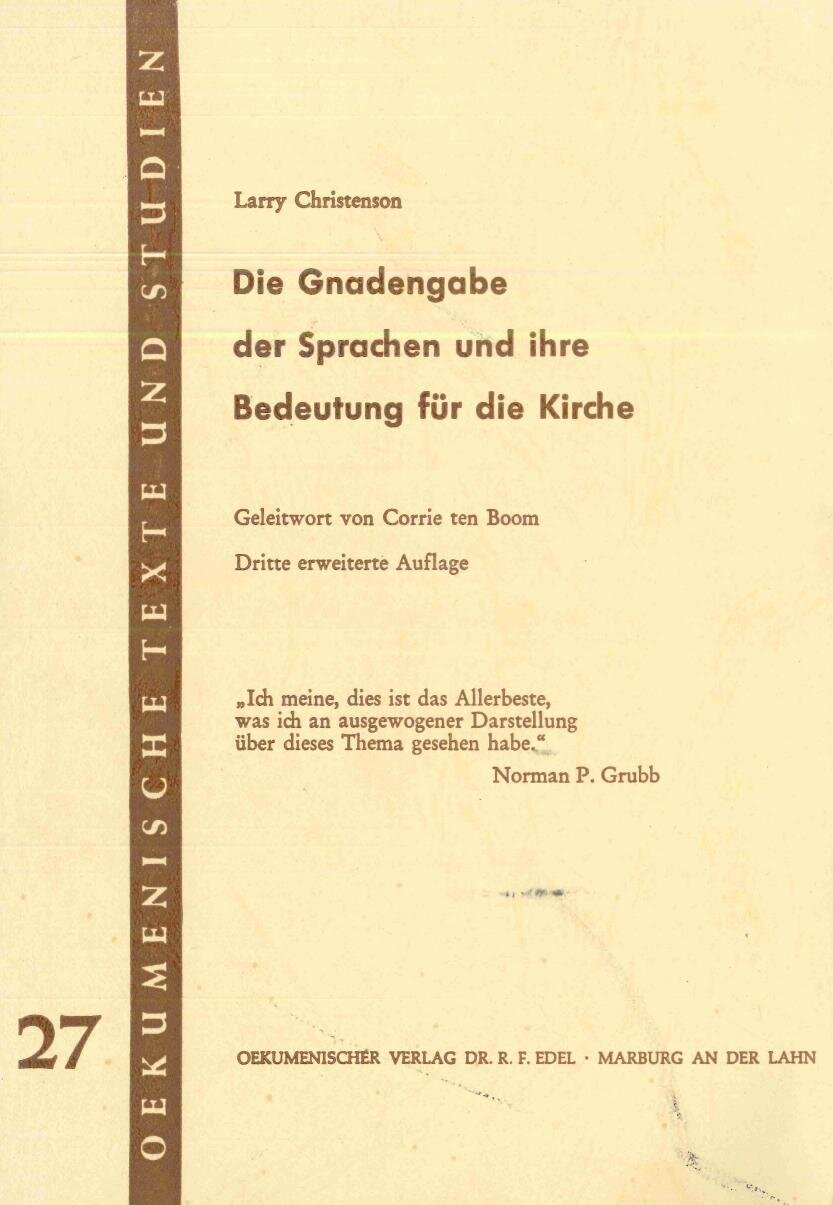 OEKUMENISCHE TEXTE UND STUDIEN
Larry Christenson
Die Gnadengabe
der Sprachen und ihre
Bedeutung für die Kirche
Geleitwort von Corrie ten Boom
Dritte erweiterte Auflage
„Ich meine, dies ist das Allerbeste,
was ich an ausgewogener Darstellung
über dieses Thema gesehen habe.“
Norman P. Grubb
27
OEKUMENISCHER VERLAG DR. R. F. EDEL · MARBURG AN DER LAHN